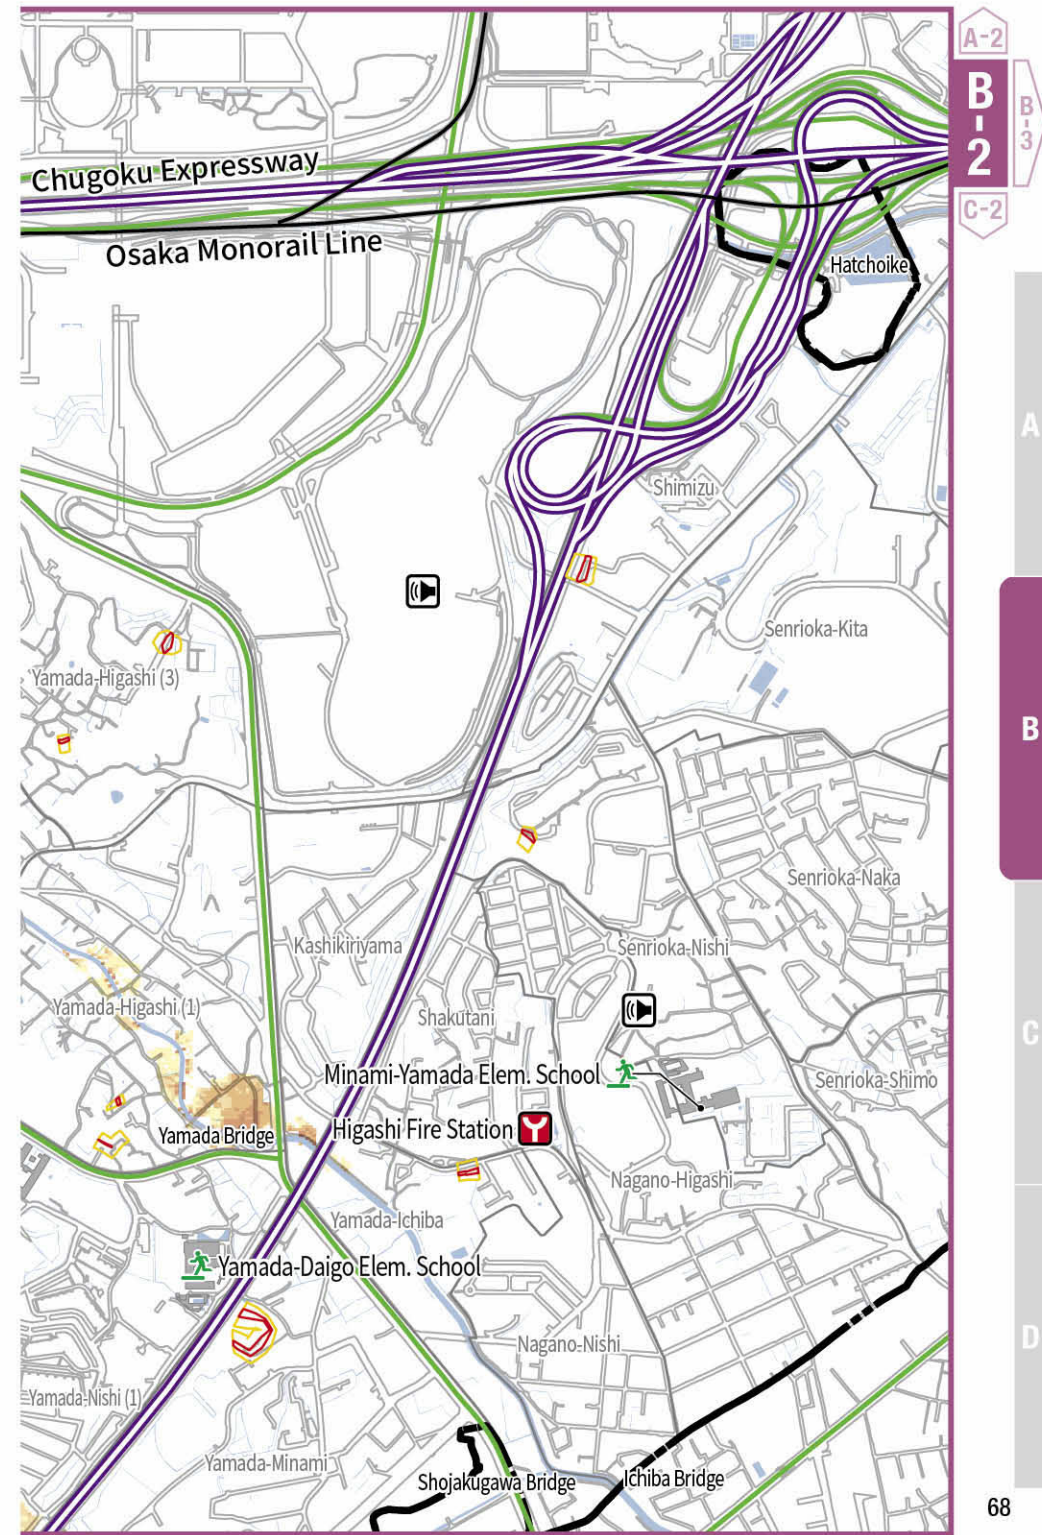 A-2
B-2
B-3
C-2
Chugoku Expressway
Osaka Monorail Line
Hatchoike
A
Shimizu
Senrioka-Kita
Yamada-Higashi (3)
B
Senrioka-Naka
Kashikiriyama
Senrioka-Nishi
Yamada-Higashi (1)
Shakutani
C
Minami-Yamada Elem. School
Senrioka-Shimo
Yamada Bridge
Higashi Fire Station
Nagano-Higashi
Yamada-Ichiba
Yamada-Daigo Elem. School
D
Nagano-Nishi
Yamada-Nishi (1)
Yamada-Minami
Shojakugawa Bridge
Ichiba Bridge
68